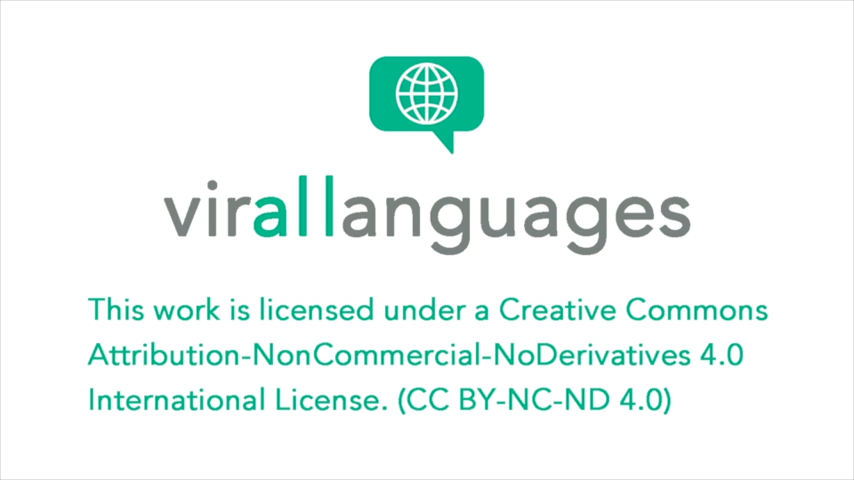 virallanguages
This work is licensed under a Creative Commons
Attribution-NonCommercial-NoDerivatives 4.0
International License. (CC BY-NC-ND 4.0)